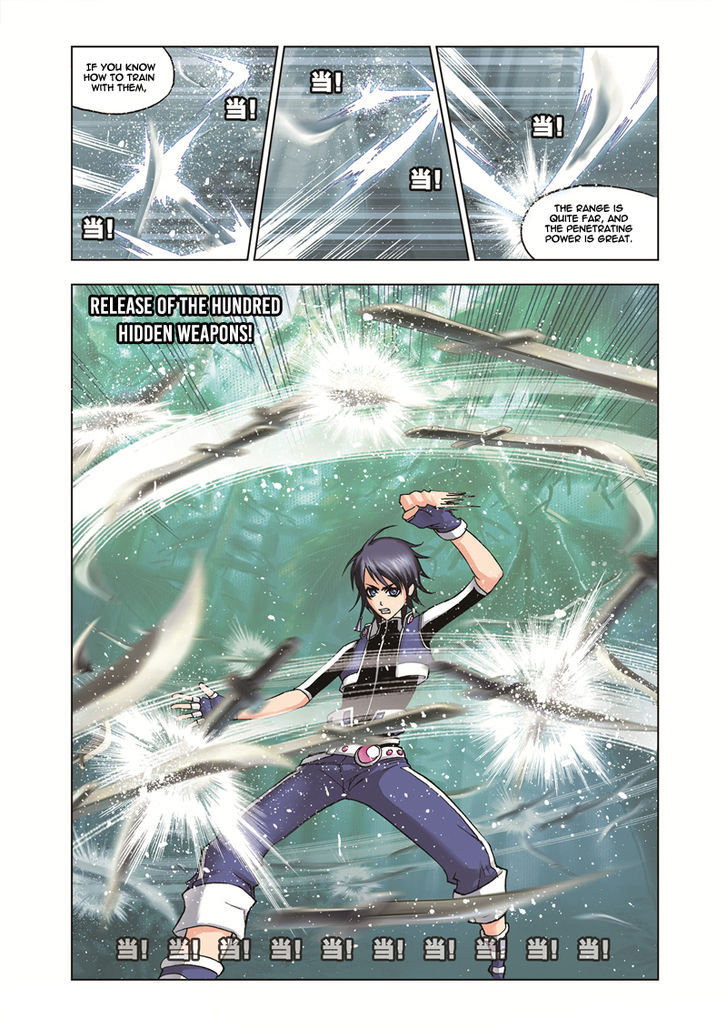 IF YOU KNOW
HOW TO TRAIN
WITH THEM,
当!
当!
当!
当!
当!
THE RANGE IS
QUITE FAR, AND
THE PENETRATING
POWER IS GREAT.
RELEASE OF THE HUNDRED
HIDDEN WEAPONS!
当! 当! 当! 当! 当! 当! 当! 当! 当! 当!